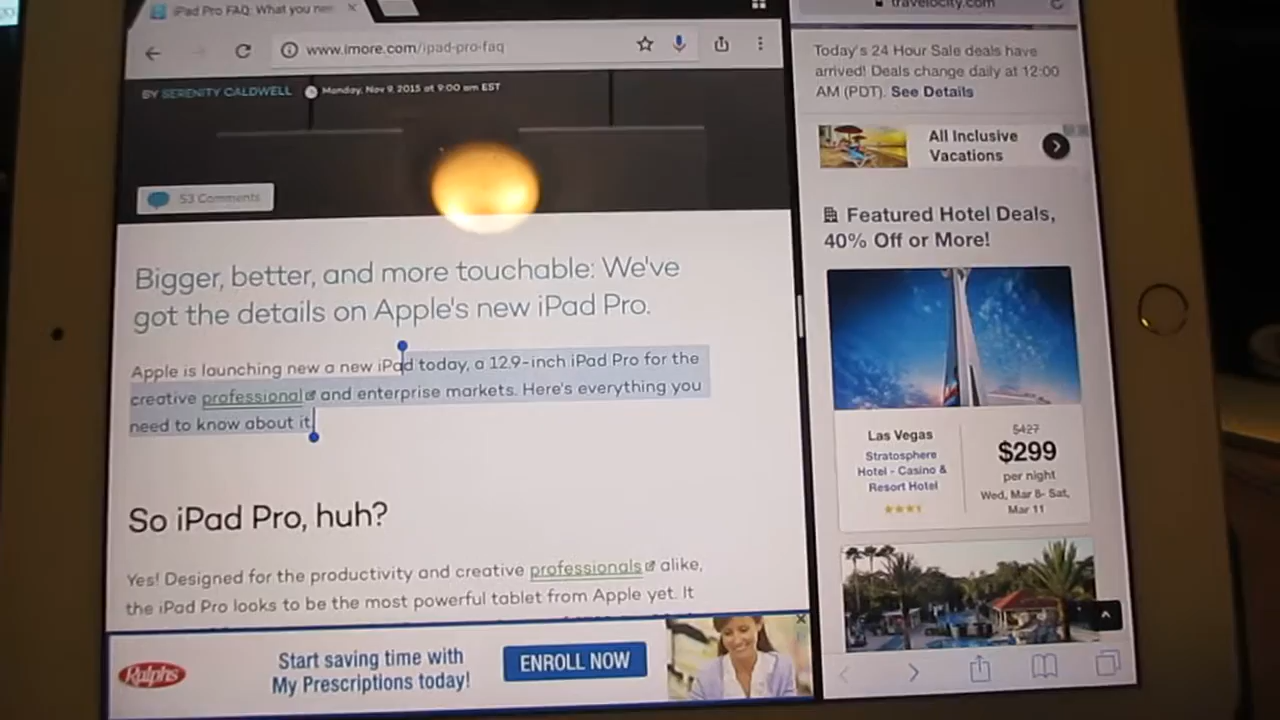 iPad Pro FAQ: What you nee
www.imore.com/ipad-pro-faq
BY SERENITY CALDWELL Monday, Nov 9, 2015 at 9:00 am EST
53 Comments
Bigger, better, and more touchable: We've
got the details on Apple's new iPad Pro.
Apple is launching new a new iPad today, a 12.9-inch iPad Pro for the
creative professional and enterprise markets. Here's everything you
need to know about it.
So iPad Pro, huh?
Yes! Designed for the productivity and creative professionals alike,
the iPad Pro looks to be the most powerful tablet from Apple yet. It
Ralphs
Start saving time with
My Prescriptions today!
ENROLL NOW
travelocity.com
Today's 24 Hour Sale deals have
arrived! Deals change daily at 12:00
AM (PDT). See Details
All Inclusive
Vacations
Featured Hotel Deals,
40% Off or More!
Las Vegas
Stratosphere
Hotel - Casino &
Resort Hotel
$427
$299
per night
Wed, Mar 8- Sat,
Mar 11